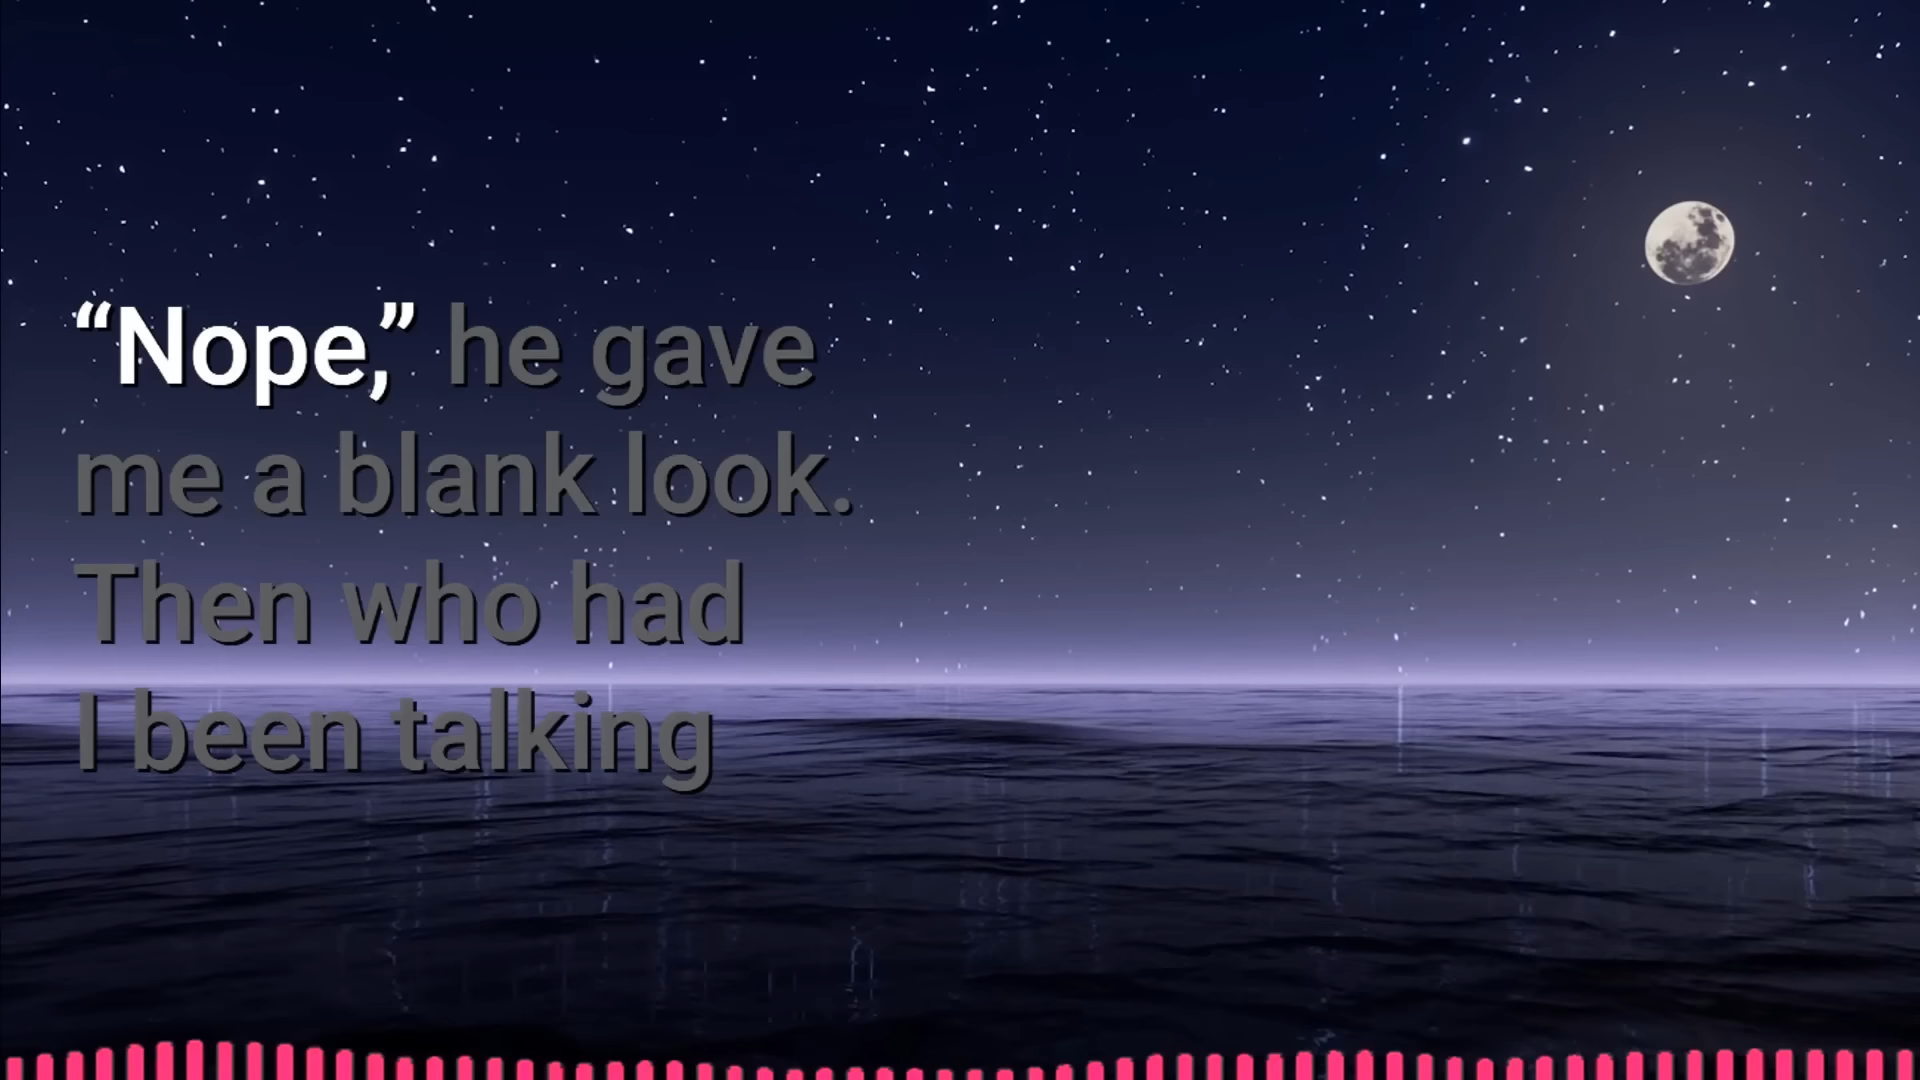 “Nope,” he gave
me a blank look.
Then who had
I been talking